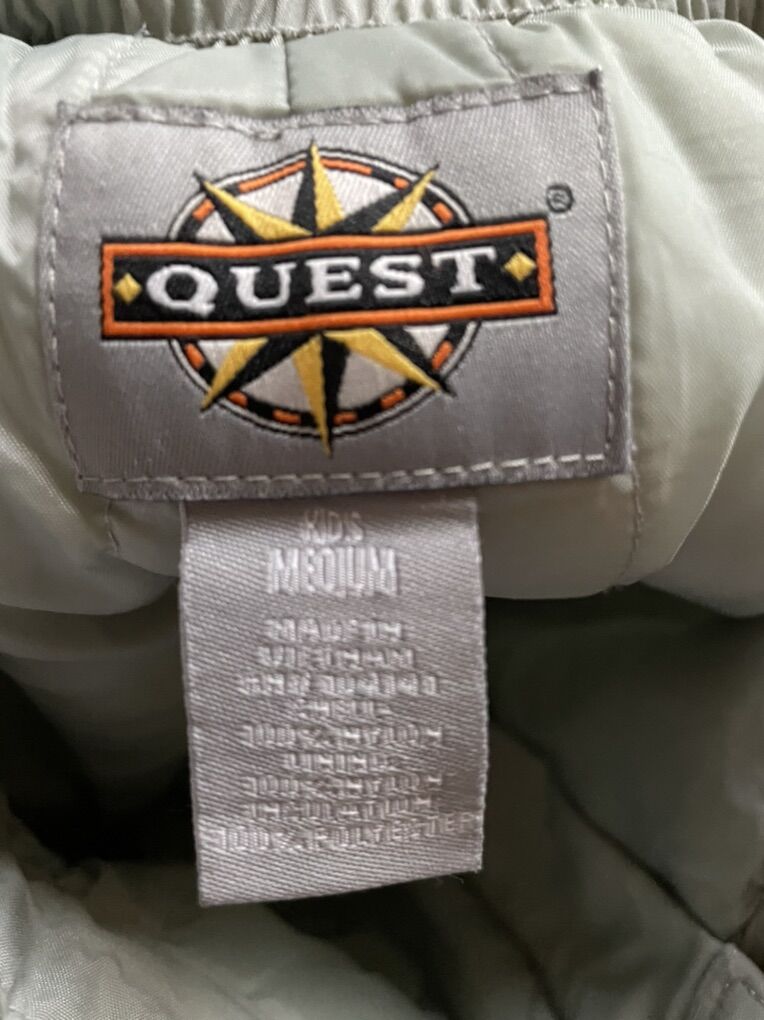 QUEST
®
KIDS
MEDIUM
MADE IN
VIETNAM
SHELL
100% NYLON
LINING
100% NYLON
INSULATION
100% POLYESTER